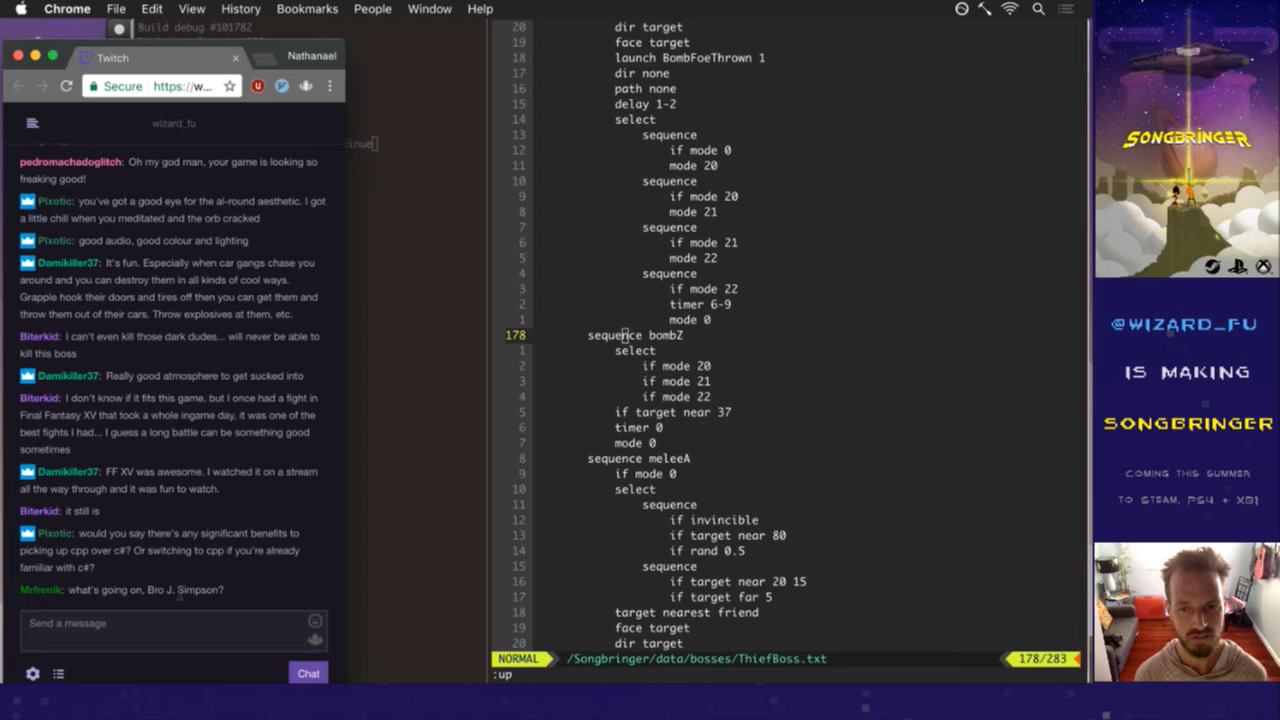 Chrome File Edit View History Bookmarks Window Help
Build debug #101782
Twitch
Nathanael
Secure https://w...
wizard_fu
tinue]
pedromachadoglitch: Oh my god man, your game is looking so
freaking good!
Pixotic: you've got a good eye for the al-round aesthetic. I got
a little chill when you meditated and the orb cracked
Pixotic: good audio, good colour and lighting
Damikiller37: It's fun. Especially when car gangs chase you
around and you can destroy them in all kinds of cool ways.
Grapple hook their doors and tires off then you can get them and
throw them out of their cars. Throw explosives at them, etc.
Biterkid: I can't even kill those dark dudes... will never be able to
kill this boss
Damikiller37: Really good atmosphere to get sucked into
Biterkid: I don't know if it fits this game, but I once had a fight in
Final Fantasy XV that took a whole ingame day, it was one of the
best fights I had... I guess a long battle can be something good
sometimes
Damikiller37: FF XV was awesome. I watched it on a stream
all the way through and it was fun to watch.
Biterkid: it still is
Pixotic: would you say there's any significant benefits to
picking up cpp over c#? Or switching to cpp if you're already
familiar with c#?
Mrfrenik: what's going on, Bro J. Simpson?
Send a message
Chat
20 dir target
19 face target
18 launch BombFoeThrown 1
17 dir none
16 path none
15 delay 1-2
14 select
13 sequence
12 if mode 0
11 mode 20
10 sequence
9 if mode 20
8 mode 21
7 sequence
6 if mode 21
5 mode 22
4 sequence
3 if mode 22
2 timer 6-9
1 mode 0
178 sequence bombZ
1 select
2 if mode 20
3 if mode 21
4 if mode 22
5 if target near 37
6 timer 0
7 mode 0
8 sequence meleeA
9 if mode 0
10 select
11 sequence
12 if invincible
13 if target near 80
14 if rand 0.5
15 sequence
16 if target near 20 15
17 if target far 5
18 target nearest friend
19 face target
20 dir target
NORMAL /Songbringer/data/bosses/ThiefBoss.txt 178/283
:up
SONGBRINGER
@WIZARD_FU
IS MAKING
SONGBRINGER
COMING THIS SUMMER
TO STEAM, PS4 + XB1